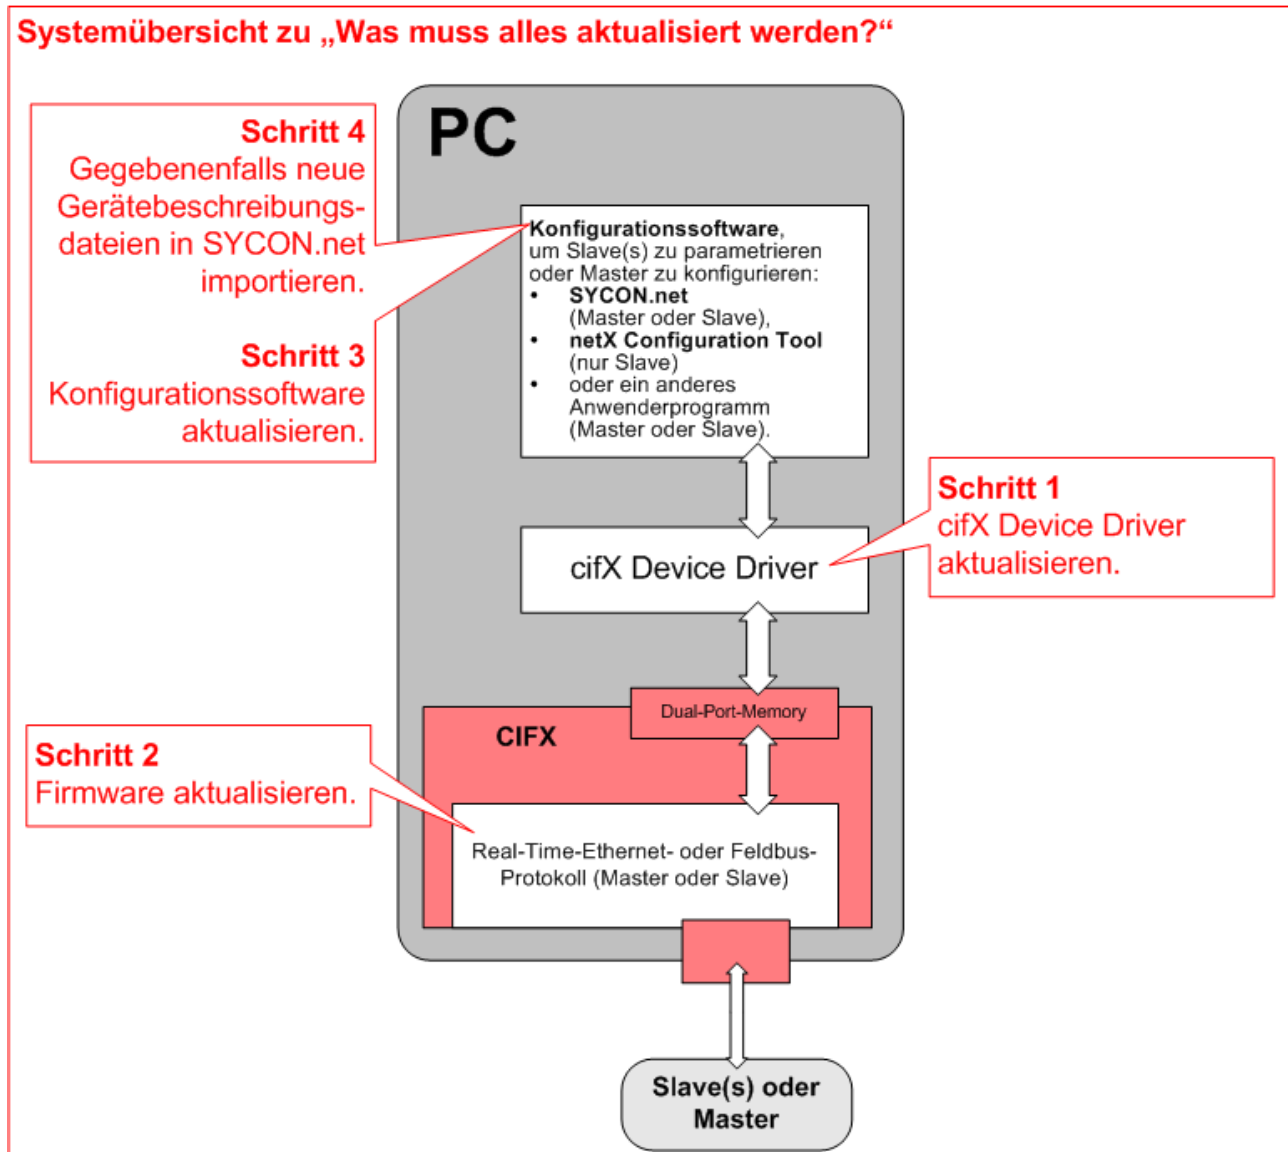 Systemübersicht zu „Was muss alles aktualisiert werden?“
PC
Schritt 4
Gegebenenfalls neue
Gerätebeschreibungs-
dateien in SYCON.net
importieren.
Schritt 3
Konfigurationssoftware
aktualisieren.
Konfigurationssoftware,
um Slave(s) zu parametrieren
oder Master zu konfigurieren:
• SYCON.net
(Master oder Slave),
• netX Configuration Tool
(nur Slave)
• oder ein anderes
Anwenderprogramm
(Master oder Slave).
Schritt 1
cifX Device Driver
aktualisieren.
cifX Device Driver
Dual-Port-Memory
CIFX
Schritt 2
Firmware aktualisieren.
Real-Time-Ethernet- oder Feldbus-
Protokoll (Master oder Slave)
Slave(s) oder
Master